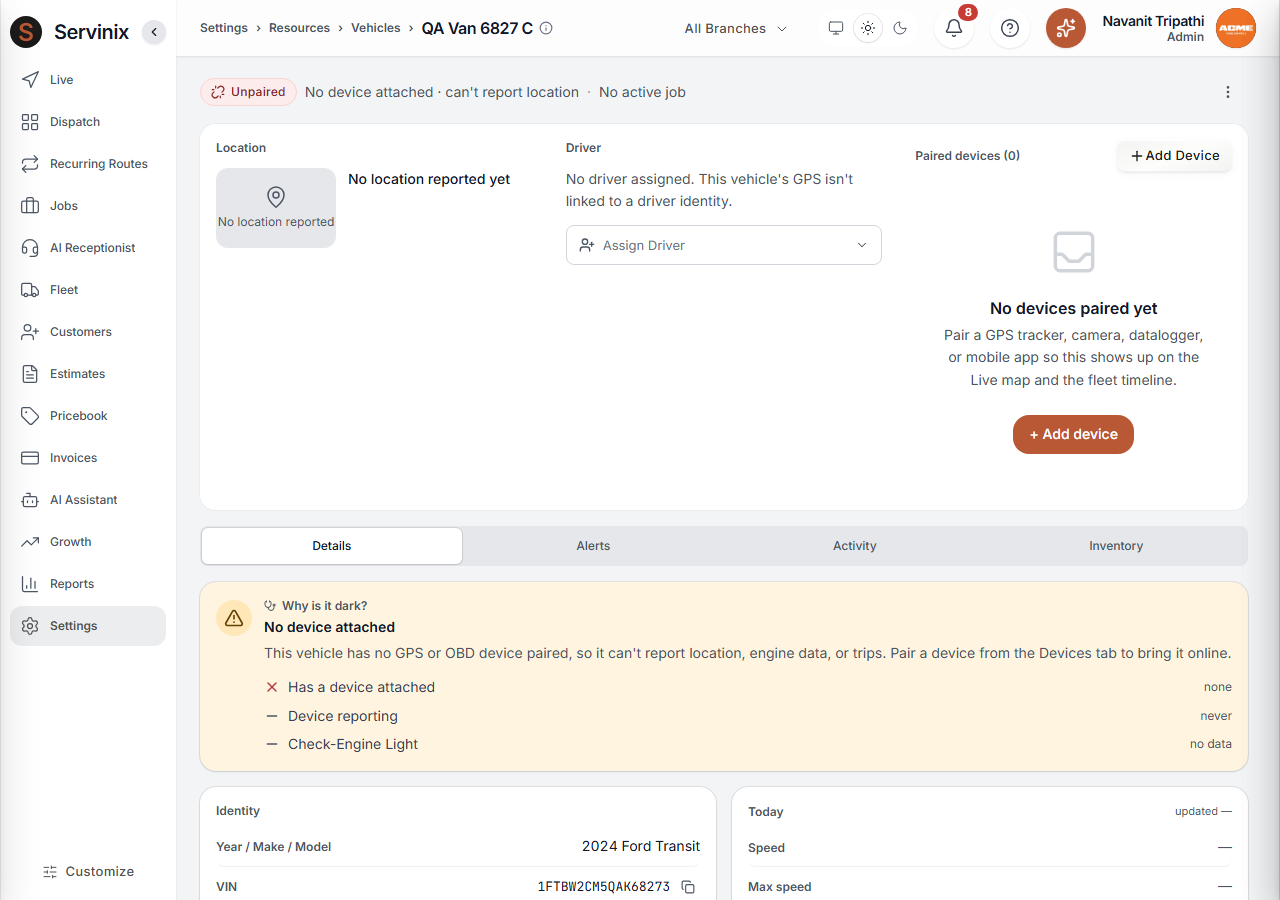 S Servinix
Settings › Resources › Vehicles › QA Van 6827 C
All Branches
8
Navanit Tripathi
Admin
ACME
Live
Dispatch
Recurring Routes
Jobs
AI Receptionist
Fleet
Customers
Estimates
Pricebook
Invoices
AI Assistant
Growth
Reports
Settings
Customize
Unpaired No device attached · can't report location · No active job
Location
No location reported
No location reported yet
Driver
No driver assigned. This vehicle's GPS isn't
linked to a driver identity.
Assign Driver
Paired devices (0)
+ Add Device
No devices paired yet
Pair a GPS tracker, camera, datalogger,
or mobile app so this shows up on the
Live map and the fleet timeline.
+ Add device
Details Alerts Activity Inventory
Why is it dark?
No device attached
This vehicle has no GPS or OBD device paired, so it can't report location, engine data, or trips. Pair a device from the Devices tab to bring it online.
Has a device attached none
Device reporting never
Check-Engine Light no data
Identity
Year / Make / Model 2024 Ford Transit
VIN 1FTBW2CM5QAK68273
Today updated —
Speed —
Max speed —